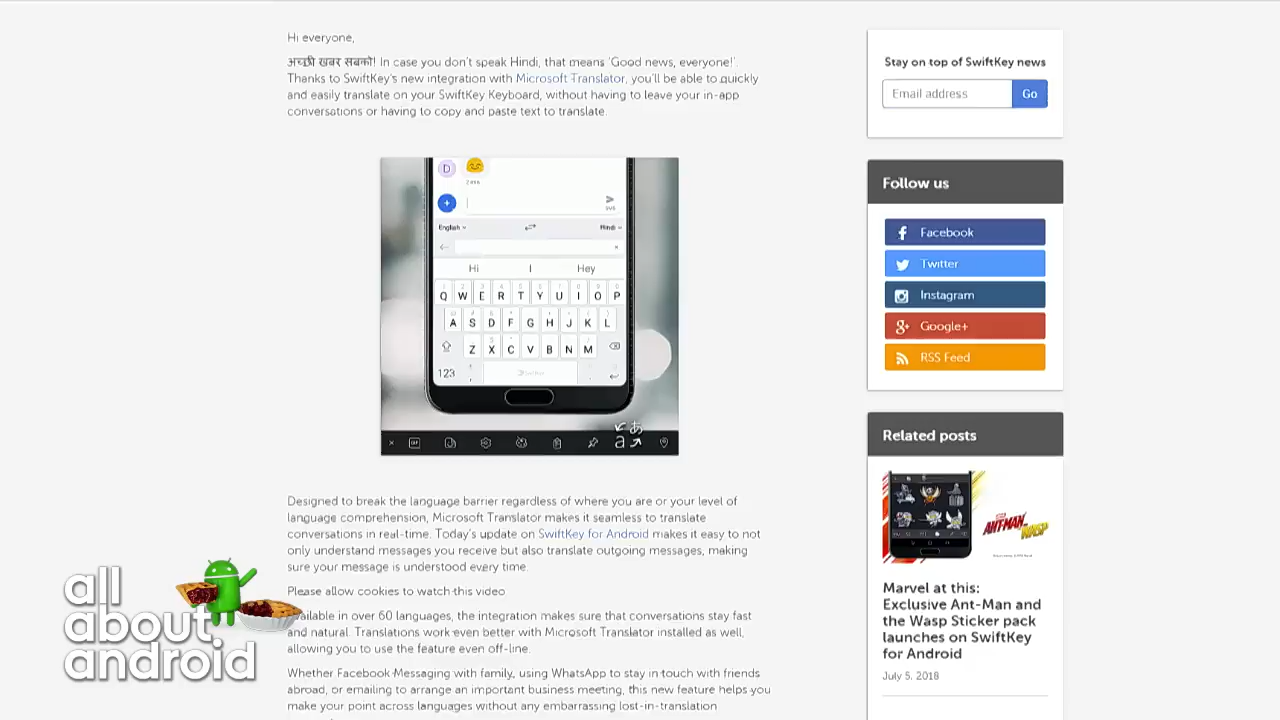 Hi everyone,
अच्छी खबर सबको! In case you don't speak Hindi, that means 'Good news, everyone!'.
Thanks to SwiftKey's new integration with Microsoft Translator, you'll be able to quickly
and easily translate on your SwiftKey Keyboard, without having to leave your in-app
conversations or having to copy and paste text to translate.
D
SMS
English
Hindi
Hi I Hey
Q W E R T Y U I O P
A S D F G H J K L
Z X C V B N M
123 SwiftKey
GIF
a あ
Designed to break the language barrier regardless of where you are or your level of
language comprehension, Microsoft Translator makes it seamless to translate
conversations in real-time. Today's update on SwiftKey for Android makes it easy to not
only understand messages you receive but also translate outgoing messages, making
sure your message is understood every time.
Please allow cookies to watch this video
ailable in over 60 languages, the integration makes sure that conversations stay fast
and natural. Translations work even better with Microsoft Translator installed as well,
allowing you to use the feature even off-line.
Whether Facebook Messaging with family, using WhatsApp to stay in touch with friends
abroad, or emailing to arrange an important business meeting, this new feature helps you
make your point across languages without any embarrassing lost-in-translation
Stay on top of SwiftKey news
Email address Go
Follow us
Facebook
Twitter
Instagram
Google+
RSS Feed
Related posts
ANT-MAN
WASP
Marvel at this:
Exclusive Ant-Man and
the Wasp Sticker pack
launches on SwiftKey
for Android
July 5, 2018
all
about
android